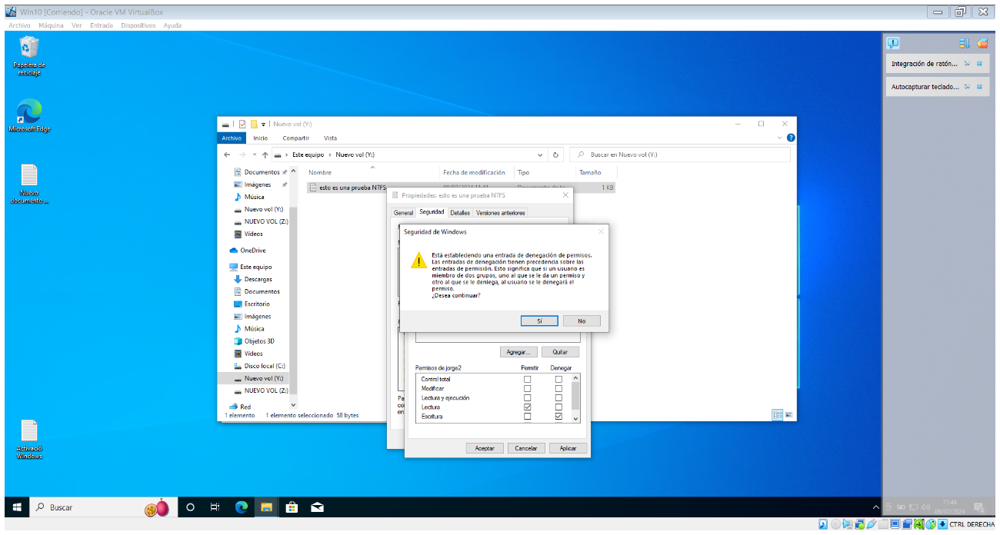 Win10 [Corriendo] - Oracle VM VirtualBox
Archivo Máquina Ver Entrada Dispositivos Ayuda
Papelera de
reciclaje
Microsoft Edge
Nuevo
documento ...
Activació
Windows
Integración de ratón...
Autocapturar teclado...
Nuevo vol (Y:)
Archivo Inicio Compartir Vista
Este equipo > Nuevo vol (Y:)
Buscar en Nuevo vol (Y:)
Documentos
Imágenes
Música
Nuevo vol (Y:)
NUEVO VOL (Z:)
Vídeos
OneDrive
Este equipo
Descargas
Documentos
Escritorio
Imágenes
Música
Objetos 3D
Vídeos
Disco local (C:)
Nuevo vol (Y:)
NUEVO VOL (Z:)
Red
Nombre Fecha de modificación Tipo Tamaño
esto es una prueba NTFS 09/07/2024 11:41 1 KB
1 elemento 1 elemento seleccionado 58 bytes
Propiedades: esto es una prueba NTFS
General Seguridad Detalles Versiones anteriores
Seguridad de Windows
Está estableciendo una entrada de denegación de permisos.
Las entradas de denegación tienen precedencia sobre las
entradas de permisión. Esto significa que si un usuario es
miembro de dos grupos, uno al que se le da un permiso y
otro al que se le deniega, al usuario se le denegará el
permiso.
¿Desea continuar?
Sí No
Agregar... Quitar
Permisos de jorge2 Permitir Denegar
Control total
Modificar
Lectura y ejecución
Lectura
Escritura
Aceptar Cancelar Aplicar
Buscar
11:44
09/07/2024
CTRL DERECHA